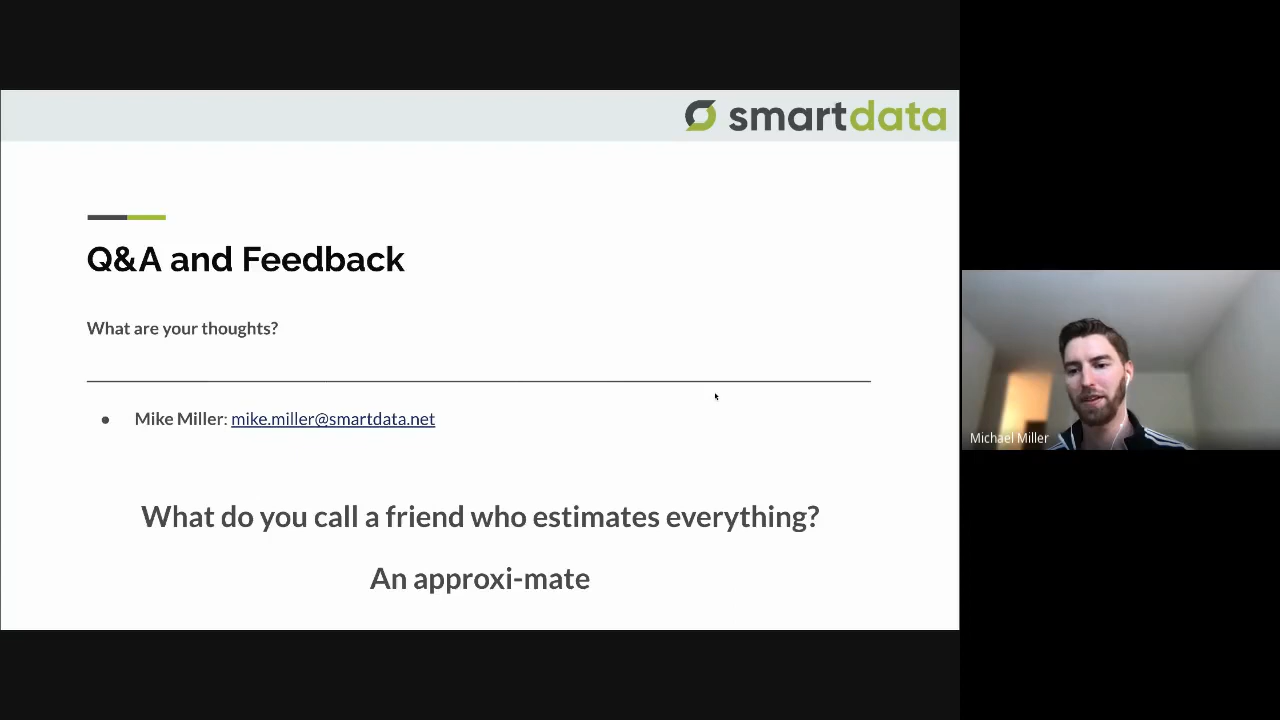 smartdata
Q&A and Feedback
What are your thoughts?
● Mike Miller: mike.miller@smartdata.net
What do you call a friend who estimates everything?
An approxi-mate
Michael Miller